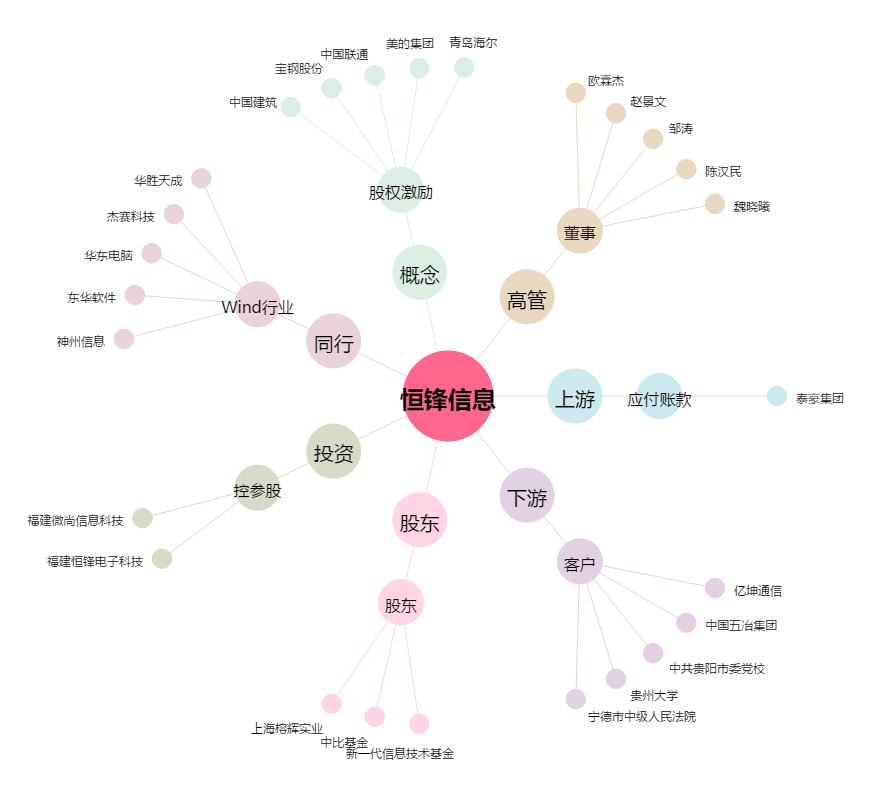 青岛海尔
美的集团
中国联通
宝钢股份
中国建筑
股权激励
概念
欧霖杰
赵景文
邹涛
陈汉民
魏晓曦
董事
高管
华胜天成
杰赛科技
华东电脑
东华软件
神州信息
Wind行业
同行
恒锋信息
上游
应付账款
泰豪集团
投资
控参股
福建微尚信息科技
福建恒锋电子科技
股东
股东
上海榕辉实业
中比基金
新一代信息技术基金
下游
客户
亿坤通信
中国五冶集团
中共贵阳市委党校
贵州大学
宁德市中级人民法院